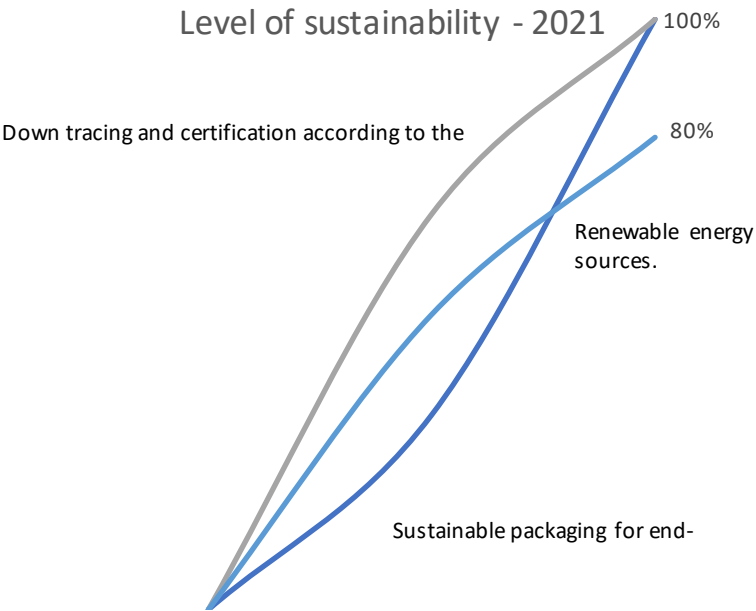 Level of sustainability - 2021
100%
Down tracing and certification according to the
80%
Renewable energy
sources.
Sustainable packaging for end-